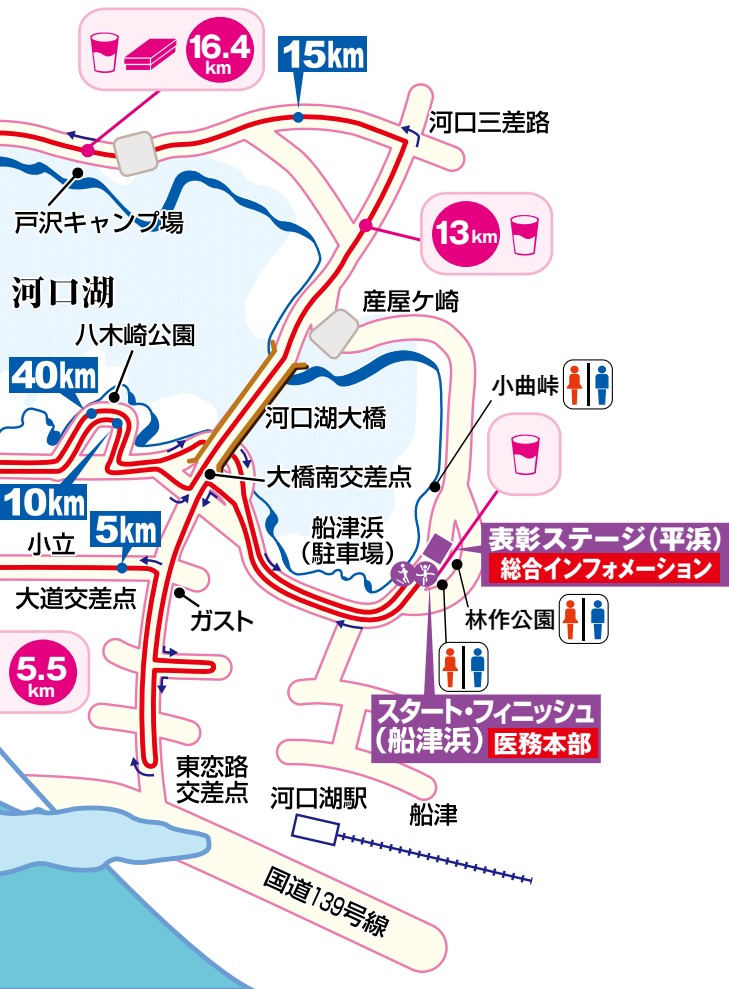 16.4
km
15km
河口三差路
戸沢キャンプ場
13km
河口湖
産屋ケ崎
八木崎公園
40km
小曲峠
河口湖大橋
大橋南交差点
10km
5km
小立
船津浜
（駐車場）
表彰ステージ（平浜）
総合インフォメーション
大道交差点
ガスト
林作公園
5.5
km
スタート・フィニッシュ
（船津浜）
医務本部
東恋路
交差点
河口湖駅
船津
国道139号線